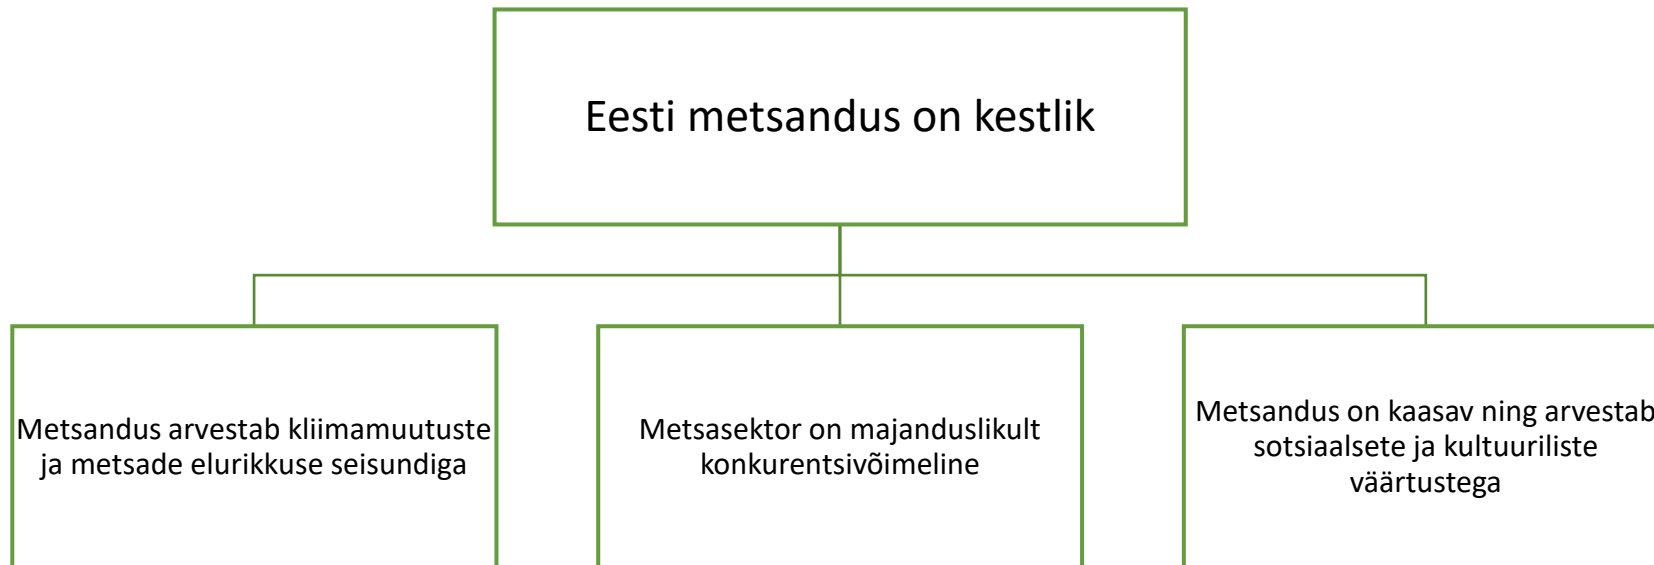 Eesti metsandus on kestlik
Metsandus arvestab kliimamuutuste
ja metsade elurikkuse seisundiga
Metsasektor on majanduslikult
konkurentsivõimeline
Metsandus on kaasav ning arvestab
sotsiaalsete ja kultuuriliste
väärtustega